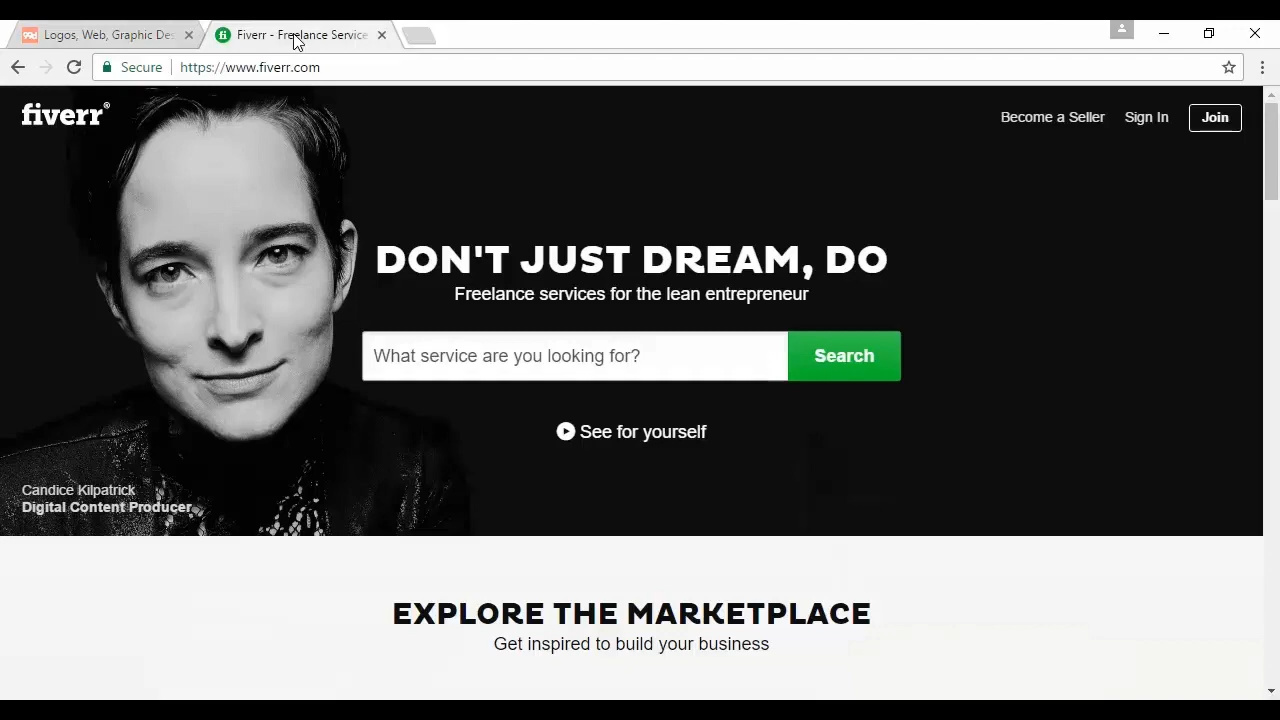 99d Logos, Web, Graphic De
fi Fiverr - Freelance Service
Secure https://www.fiverr.com
fiverr®
Become a Seller Sign In Join
DON'T JUST DREAM, DO
Freelance services for the lean entrepreneur
What service are you looking for? Search
See for yourself
Candice Kilpatrick
Digital Content Producer
EXPLORE THE MARKETPLACE
Get inspired to build your business